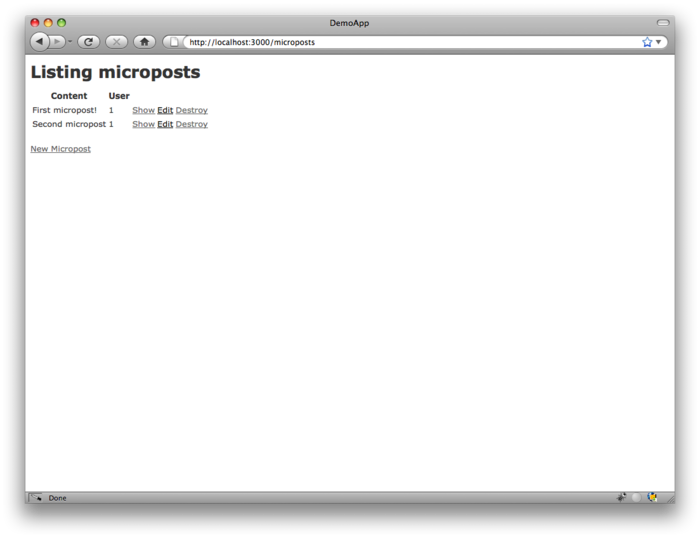 DemoApp
http://localhost:3000/microposts
Listing microposts
Content User
First micropost! 1 Show Edit Destroy
Second micropost 1 Show Edit Destroy
New Micropost
Done